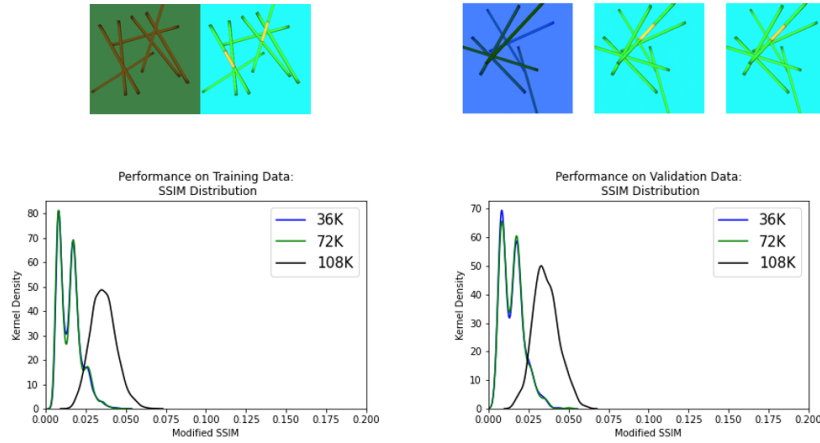 Performance on Training Data:
SSIM Distribution
80
70
60
50
40
30
20
10
0
Kernel Density
36K
72K
108K
0.000 0.025 0.050 0.075 0.100 0.125 0.150 0.175 0.200
Modified SSIM
Performance on Validation Data:
SSIM Distribution
70
60
50
40
30
20
10
0
Kernel Density
36K
72K
108K
0.000 0.025 0.050 0.075 0.100 0.125 0.150 0.175 0.200
Modified SSIM